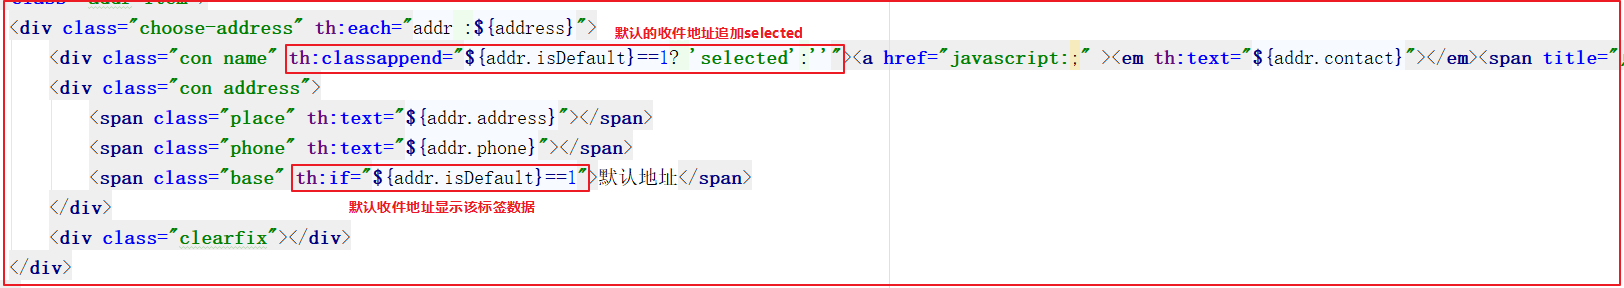 <div class="choose-address" th:each="addr :${address}">
默认的收件地址追加selected
<div class="con name" th:classappend="${addr.isDefault}==1? 'selected':''"><a href="javascript:;" ><em th:text="${addr.contact}"></em><span title="
<div class="con address">
<span class="place" th:text="${addr.address}"></span>
<span class="phone" th:text="${addr.phone}"></span>
<span class="base" th:if="${addr.isDefault}==1">默认地址</span>
</div>
默认收件地址显示该标签数据
<div class="clearfix"></div>
</div>